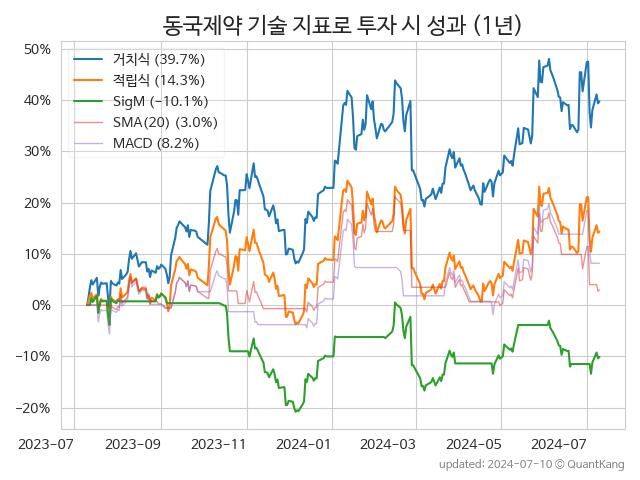 동국제약 기술 지표로 투자 시 성과 (1년)
50%
40%
30%
20%
10%
0%
−10%
−20%
거치식 (39.7%)
적립식 (14.3%)
SigM (−10.1%)
SMA(20) (3.0%)
MACD (8.2%)
2023-07
2023-09
2023-11
2024-01
2024-03
2024-05
2024-07
updated: 2024-07-10 © QuantKang